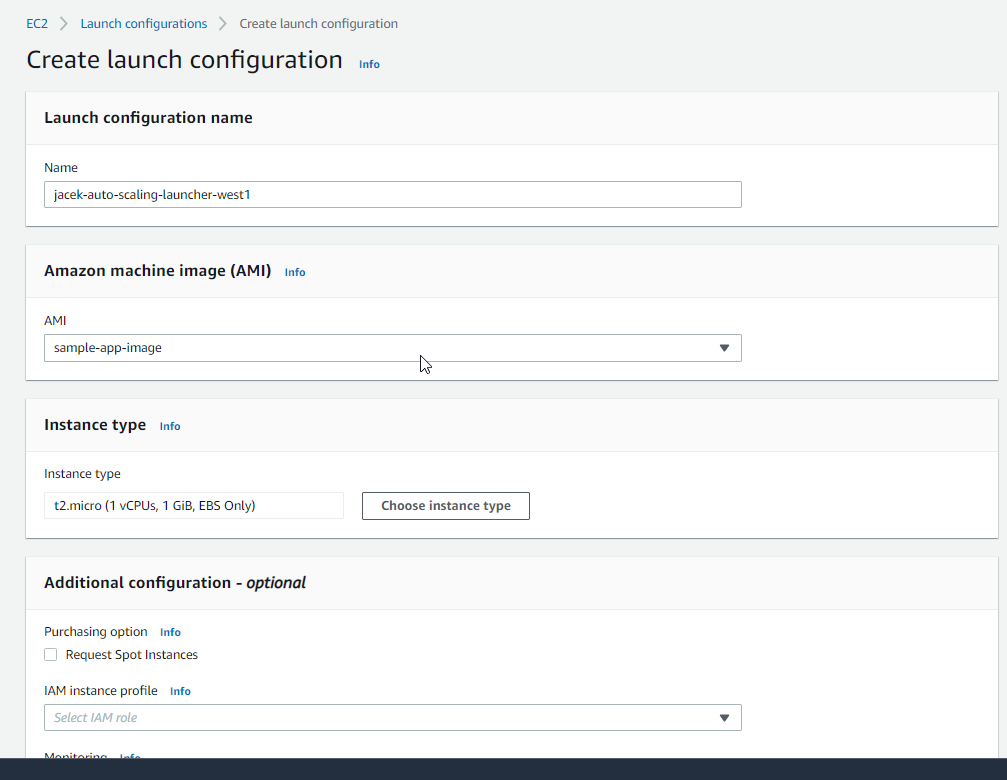 EC2 > Launch configurations > Create launch configuration
Create launch configuration Info
Launch configuration name
Name
jacek-auto-scaling-launcher-west1
Amazon machine image (AMI) Info
AMI
sample-app-image
Instance type Info
Instance type
t2.micro (1 vCPUs, 1 GiB, EBS Only) Choose instance type
Additional configuration - optional
Purchasing option Info
Request Spot Instances
IAM instance profile Info
Select IAM role
Monitoring Info